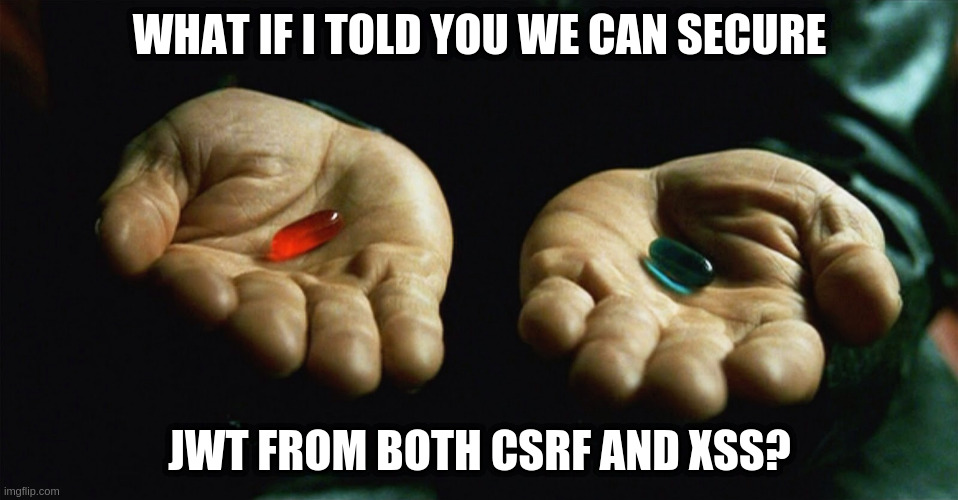 WHAT IF I TOLD YOU WE CAN SECURE
JWT FROM BOTH CSRF AND XSS?
imgflip.com